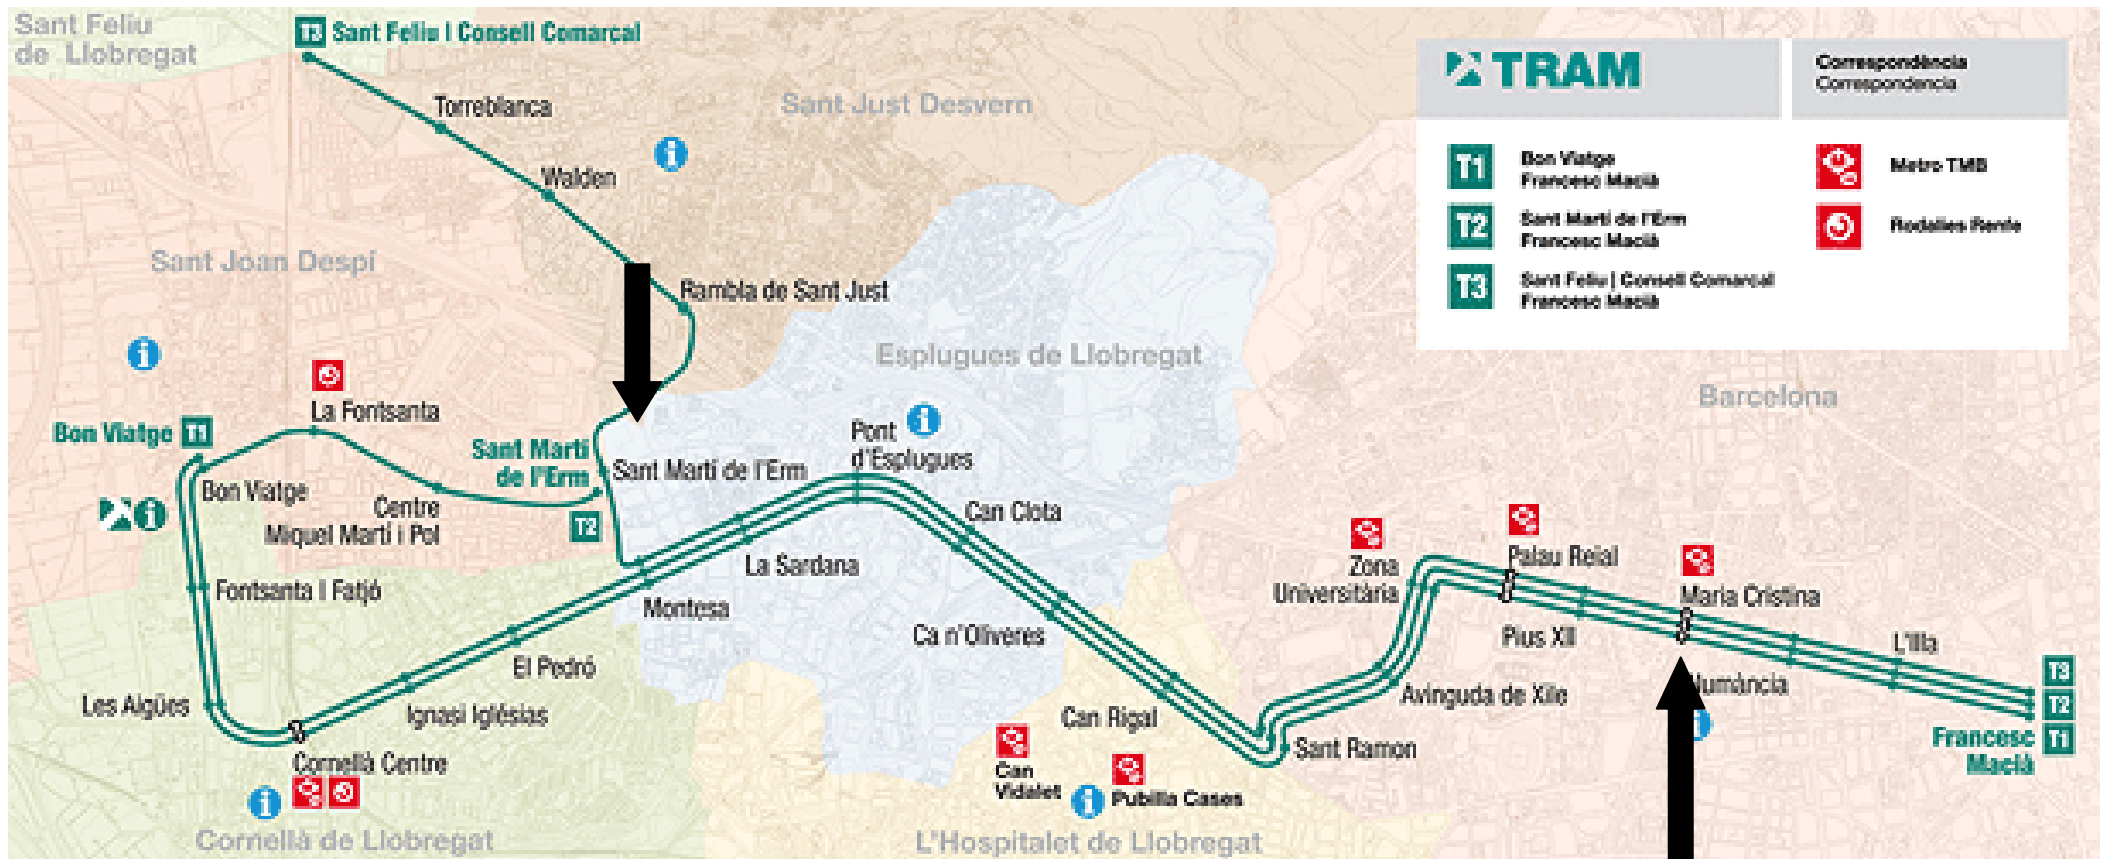 Sant Feliu
de Llobregat
T3 Sant Feliu | Consell Comarcal
Torreblanca
Sant Just Desvern
Walden
Sant Joan Despí
Rambla de Sant Just
TRAM
Correspondència
Correspondencia
T1
Bon Viatge
Francesc Macià
T2
Sant Martí de l'Erm
Francesc Macià
T3
Sant Feliu | Consell Comarcal
Francesc Macià
Metro TMB
Rodalies Renfe
Esplugues de Llobregat
Barcelona
La Fontsanta
Bon Viatge T1
Sant Martí
de l'Erm
T2
Sant Martí de l'Erm
Pont
d'Esplugues
Bon Viatge
Centre
Miquel Martí i Pol
Can Clota
La Sardana
Zona
Universitària
Palau Reial
Maria Cristina
Fontsanta | Fatjó
Montesa
Ca n'Oliveres
Pius XII
L'illa
El Pedró
Numància
T3
T2
T1
Les Aigües
Ignasi Iglésias
Can Rigal
Avinguda de Xile
Sant Ramon
Francesc
Macià
Cornellà Centre
Can
Vidalet
Pubilla Cases
Cornellà de Llobregat
L'Hospitalet de Llobregat